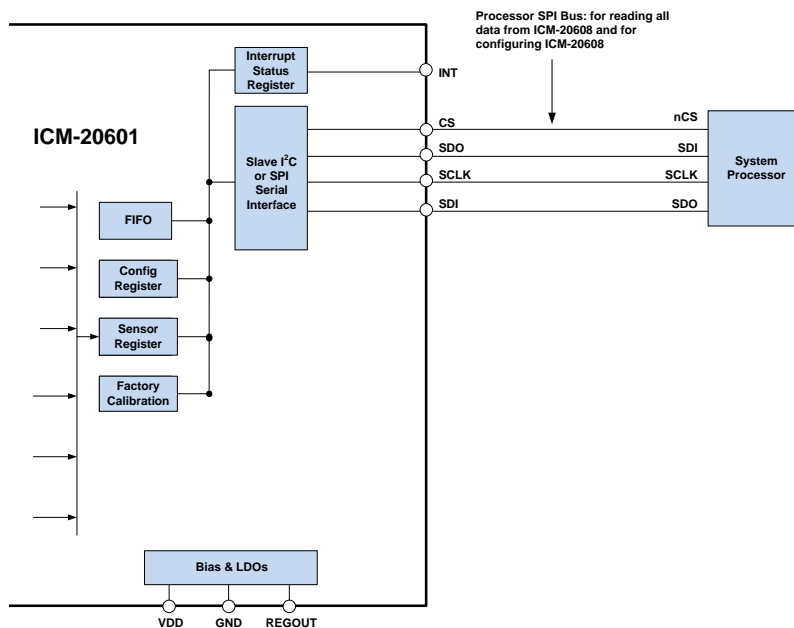 Processor SPI Bus: for reading all
data from ICM-20608 and for
configuring ICM-20608
Interrupt
Status
Register
INT
ICM-20601
CS
nCS
Slave I²C
or SPI
Serial
Interface
SDO
SDI
System
Processor
SCLK
SCLK
SDI
SDO
FIFO
Config
Register
Sensor
Register
Factory
Calibration
Bias & LDOs
VDD
GND
REGOUT